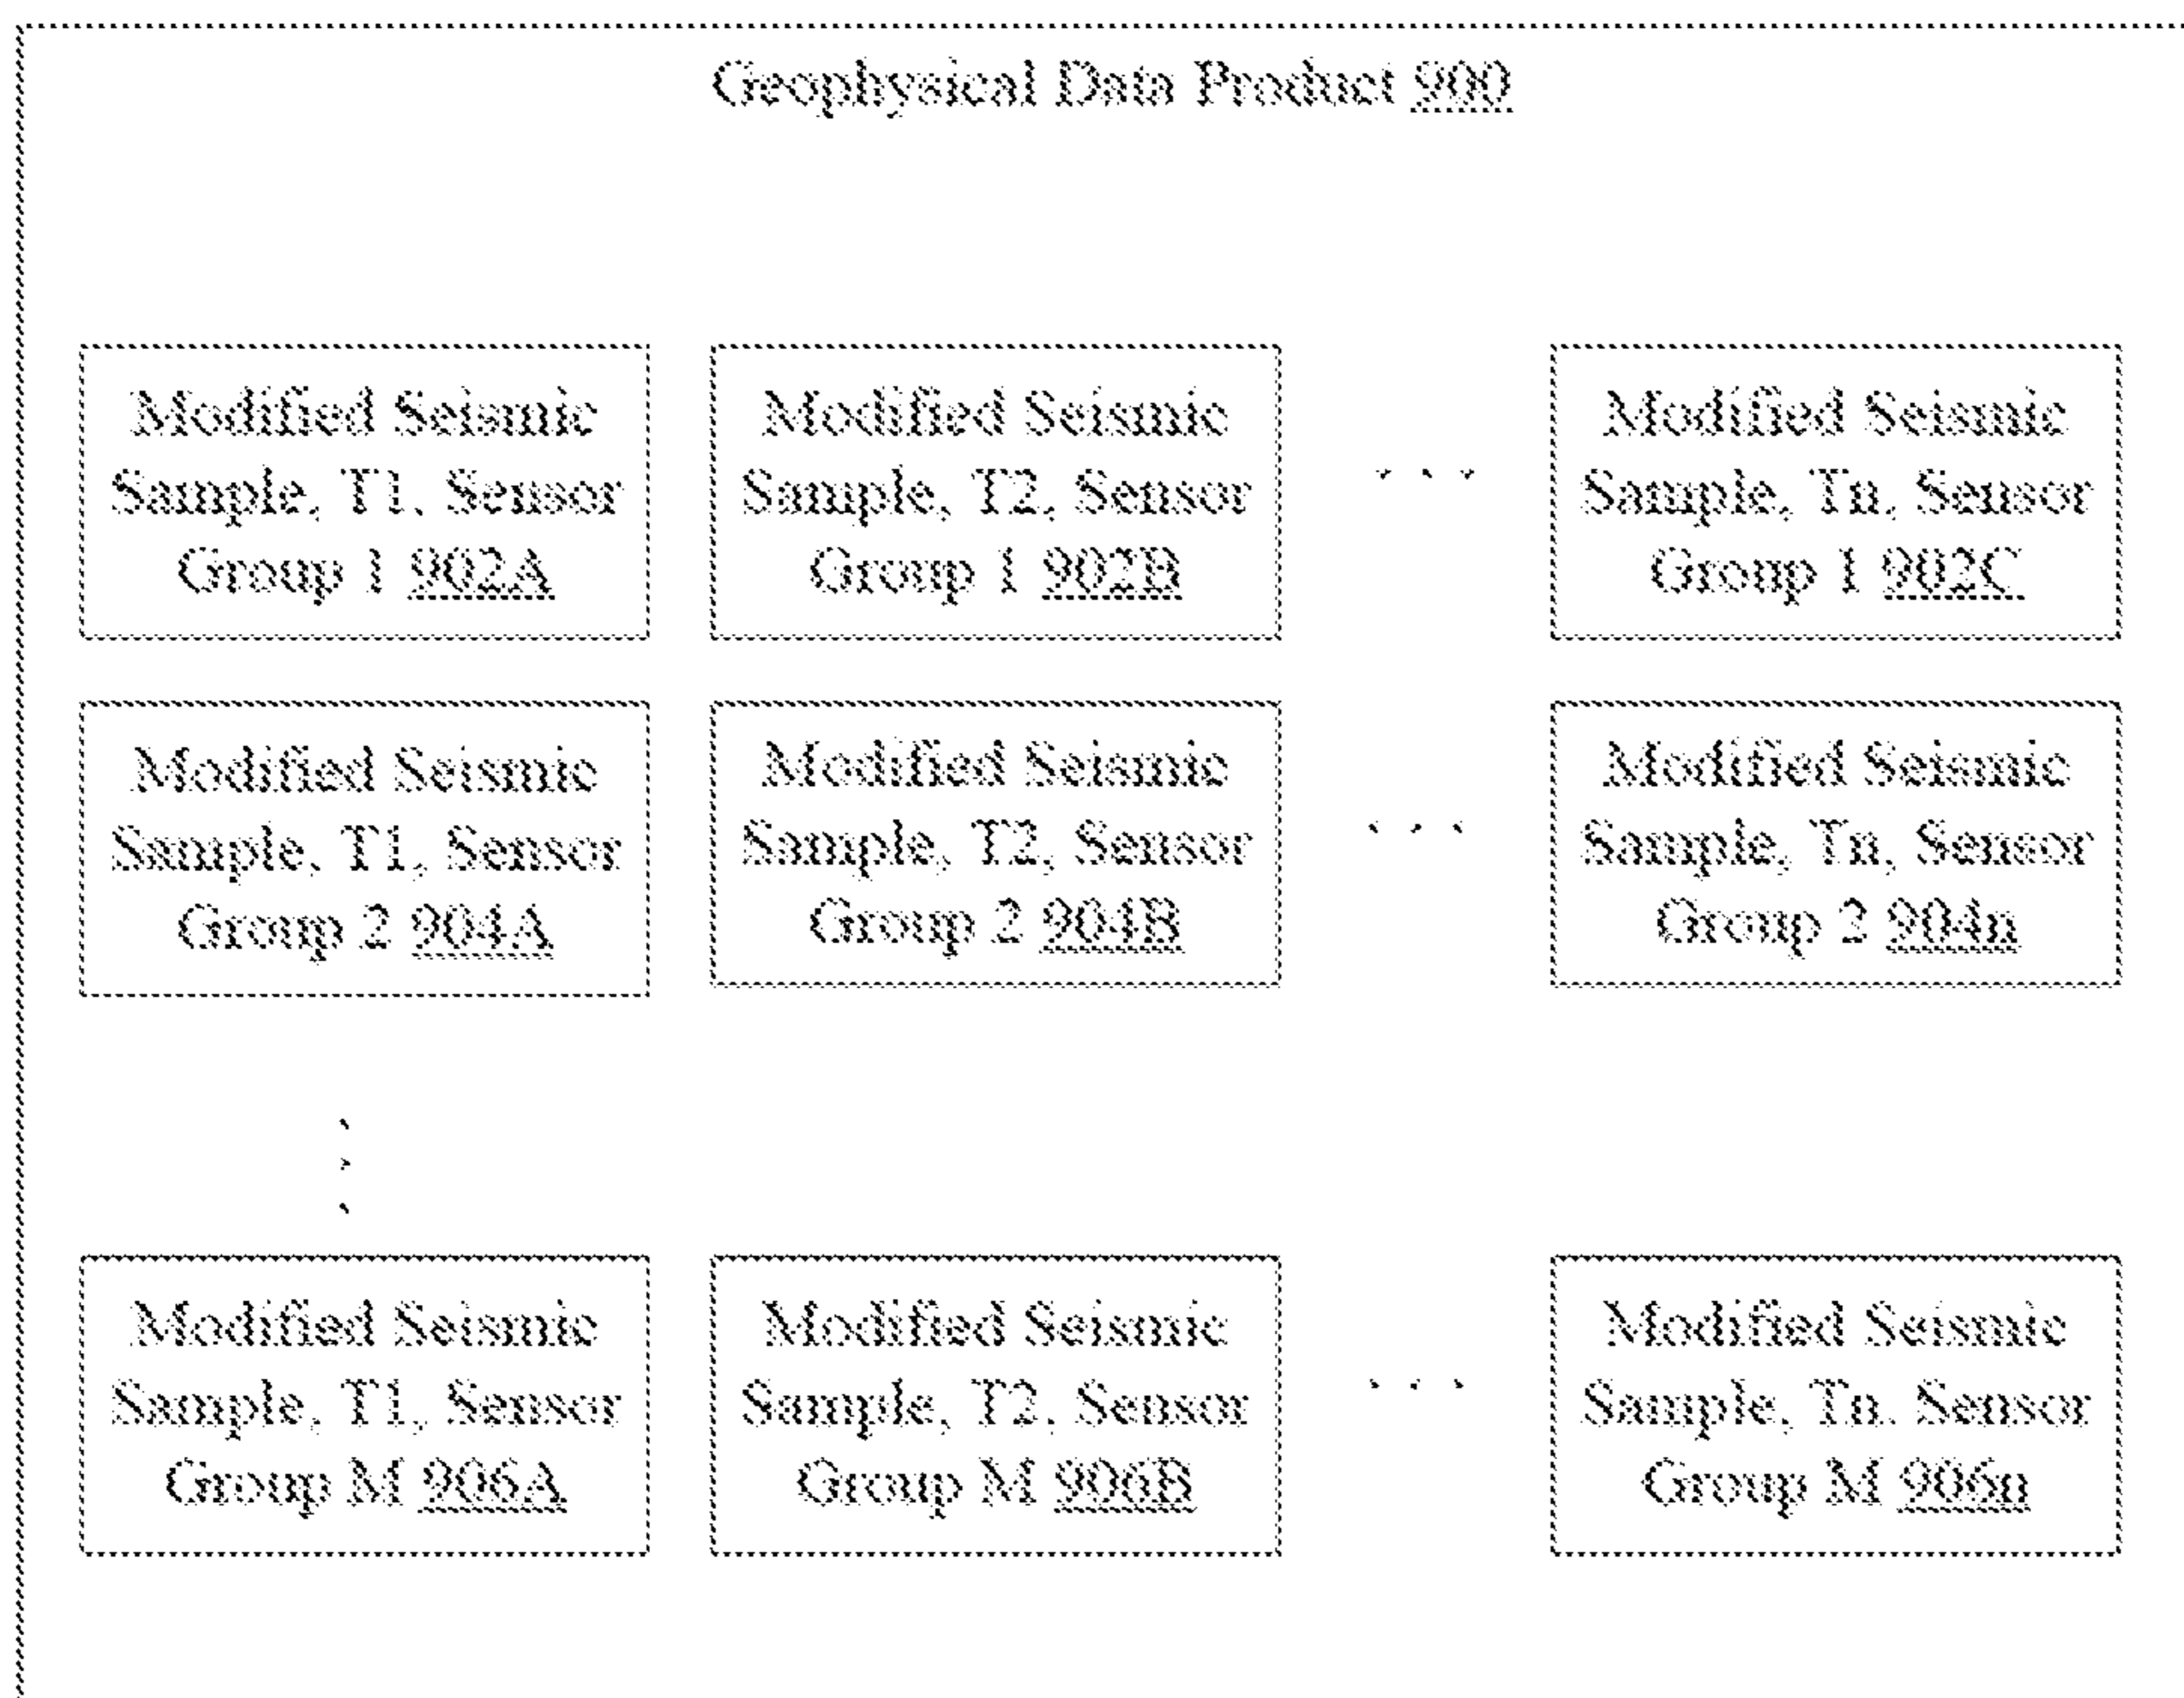 Geophysical Data Product 900
Modified Seismic
Sample, T1, Sensor
Group 1 902A
Modified Seismic
Sample, T2, Sensor
Group 1 902B
. . .
Modified Seismic
Sample, Tn, Sensor
Group 1 902C
Modified Seismic
Sample, T1, Sensor
Group 2 904A
Modified Seismic
Sample, T2, Sensor
Group 2 904B
. . .
Modified Seismic
Sample, Tn, Sensor
Group 2 904n
Modified Seismic
Sample, T1, Sensor
Group M 906A
Modified Seismic
Sample, T2, Sensor
Group M 906B
. . .
Modified Seismic
Sample, Tn, Sensor
Group M 906n